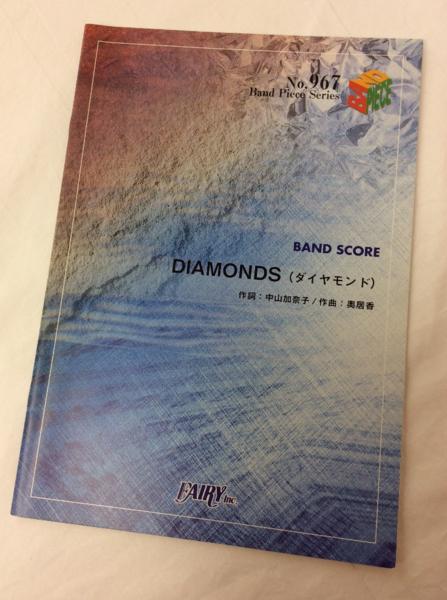 No.967
Band Piece Series
BAND
PIECE
BAND SCORE
DIAMONDS (ダイヤモンド)
作詞：中山加奈子/作曲：奥居香
FAIRY Inc.